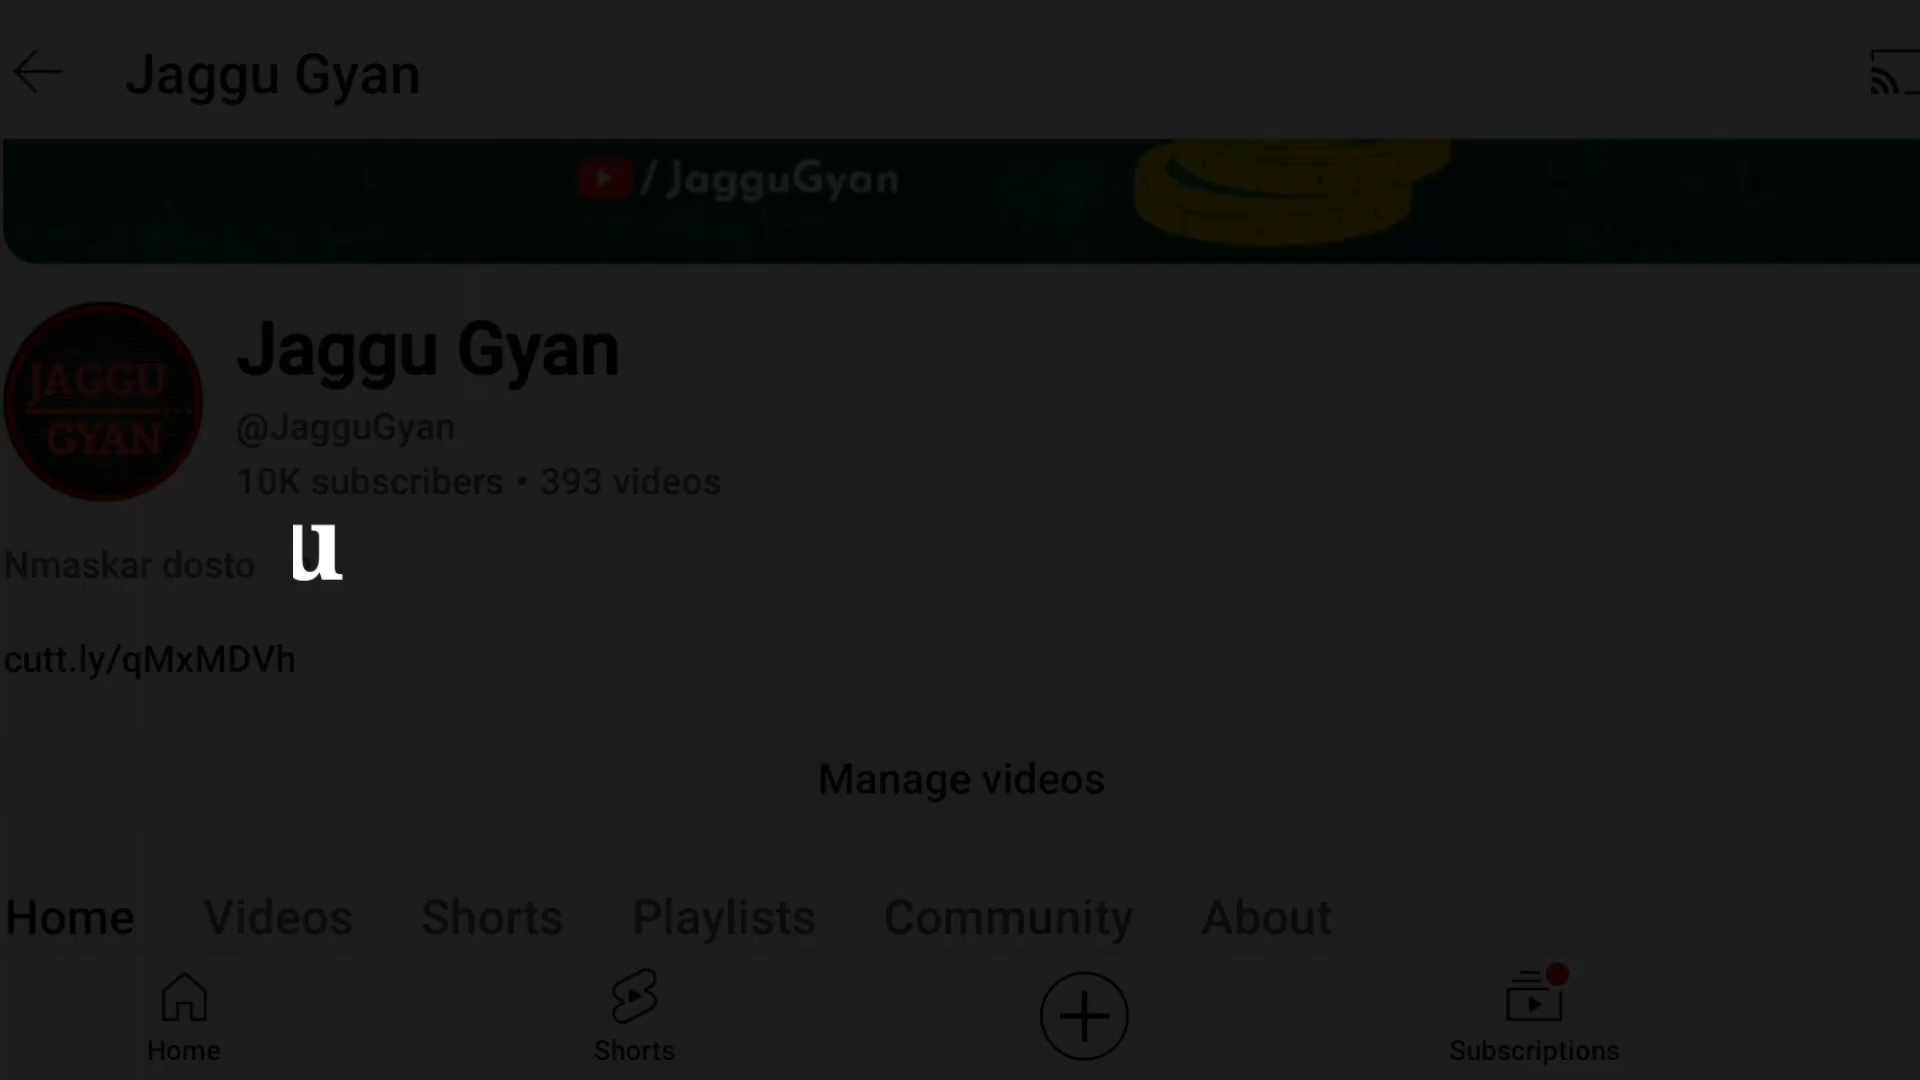 Jaggu Gyan
/JagguGyan
JAGGU
GYAN
Jaggu Gyan
@JagguGyan
10K subscribers • 393 videos
u
Nmaskar dosto
cutt.ly/qMxMDVh
Manage videos
Home Videos Shorts Playlists Community About
Home Shorts Subscriptions